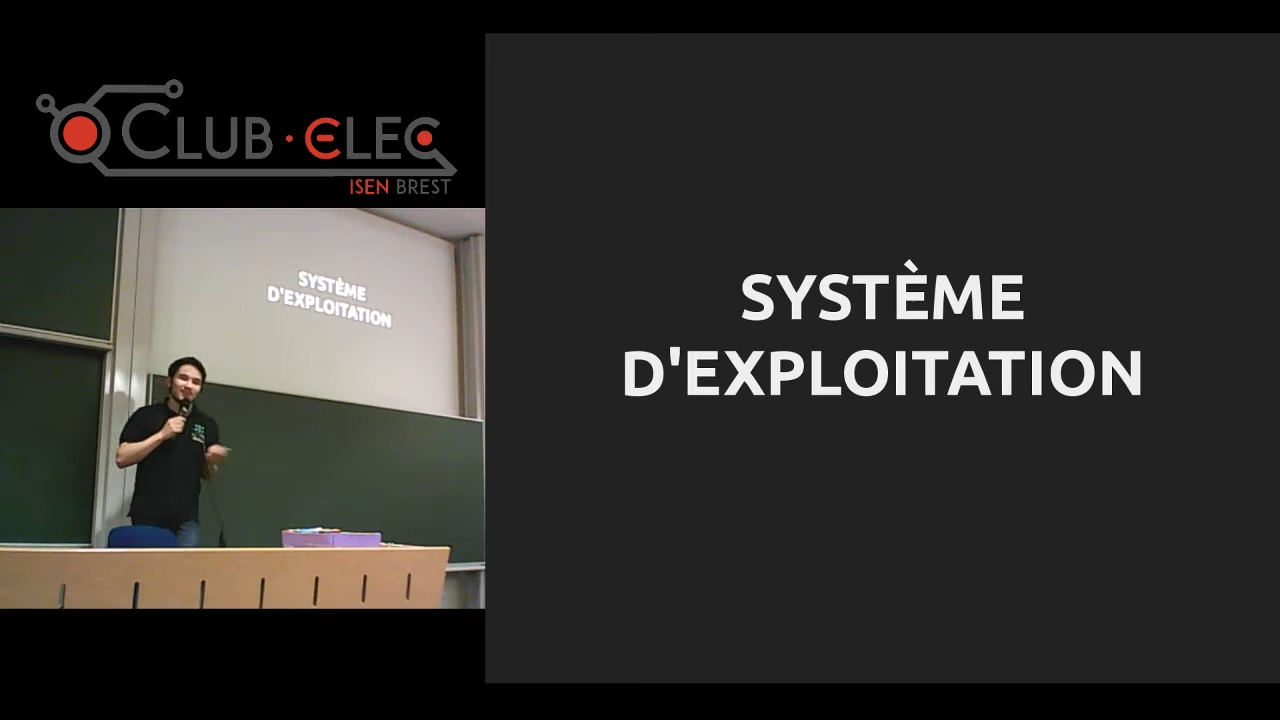 CLUB · ELEC
ISEN BREST
SYSTÈME
D'EXPLOITATION
SYSTÈME
D'EXPLOITATION